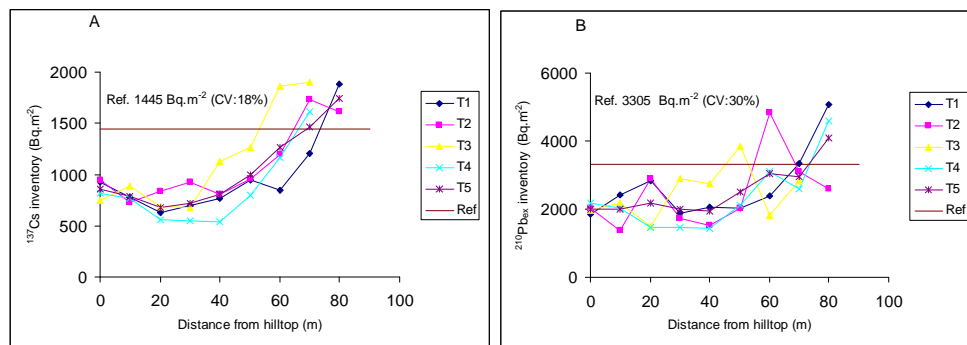 A
2000
1500
1000
500
0
0 20 40 60 80 100
¹³⁷Cs inventory (Bq.m⁻²)
Distance from hilltop (m)
Ref. 1445 Bq.m⁻² (CV:18%)
T1
T2
T3
T4
T5
Ref
B
6000
4000
2000
0
0 20 40 60 80 100
²¹⁰Pbₑₓ inventory (Bq.m⁻²)
Distance from hilltop (m)
Ref. 3305 Bq.m⁻² (CV:30%)
T1
T2
T3
T4
T5
Ref